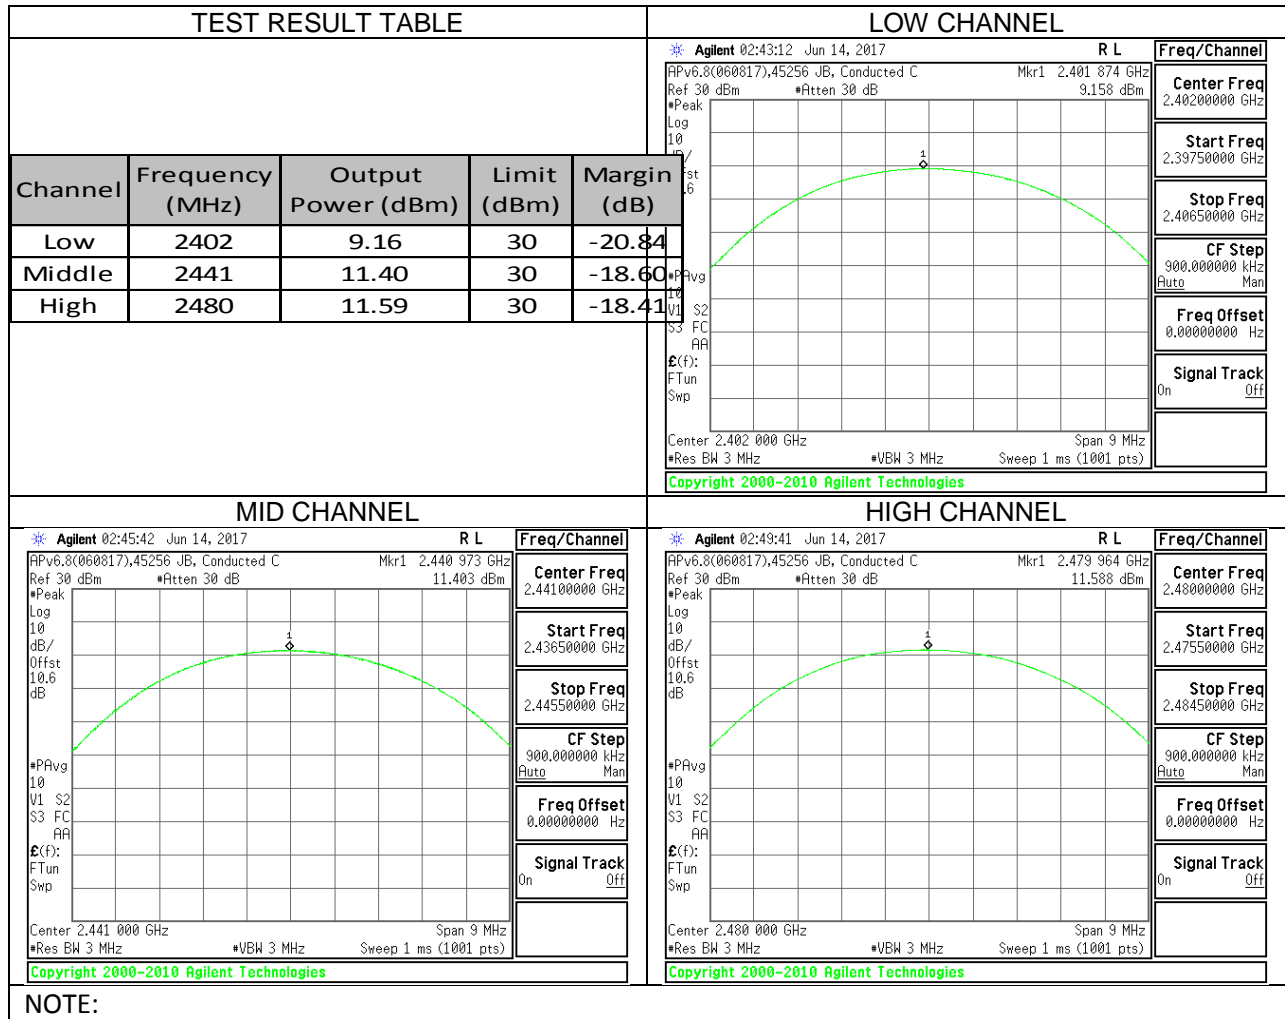 TEST RESULT TABLE
Channel Frequency (MHz) Output Power (dBm) Limit (dBm) Margin (dB)
Low 2402 9.16 30 -20.84
Middle 2441 11.40 30 -18.60
High 2480 11.59 30 -18.41
LOW CHANNEL
Agilent 02:43:12 Jun 14, 2017 R L
APv6.8(060817),45256 JB, Conducted C Mkr1 2.401 874 GHz
Ref 30 dBm #Atten 30 dB 9.158 dBm
#Peak
Log
10
1
#PAvg
10
V1 S2
S3 FC
AA
£(f):
FTun
Swp
Center 2.402 000 GHz Span 9 MHz
#Res BW 3 MHz #VBW 3 MHz Sweep 1 ms (1001 pts)
Copyright 2000-2010 Agilent Technologies
Freq/Channel
Center Freq
2.40200000 GHz
Start Freq
2.39750000 GHz
Stop Freq
2.40650000 GHz
CF Step
900.000000 kHz
Auto Man
Freq Offset
0.00000000 Hz
Signal Track
On Off
MID CHANNEL
Agilent 02:45:42 Jun 14, 2017 R L
APv6.8(060817),45256 JB, Conducted C Mkr1 2.440 973 GHz
Ref 30 dBm #Atten 30 dB 11.403 dBm
#Peak
Log
10
dB/
Offst
10.6
dB
1
#PAvg
10
V1 S2
S3 FC
AA
£(f):
FTun
Swp
Center 2.441 000 GHz Span 9 MHz
#Res BW 3 MHz #VBW 3 MHz Sweep 1 ms (1001 pts)
Copyright 2000-2010 Agilent Technologies
Freq/Channel
Center Freq
2.44100000 GHz
Start Freq
2.43650000 GHz
Stop Freq
2.44550000 GHz
CF Step
900.000000 kHz
Auto Man
Freq Offset
0.00000000 Hz
Signal Track
On Off
HIGH CHANNEL
Agilent 02:49:41 Jun 14, 2017 R L
APv6.8(060817),45256 JB, Conducted C Mkr1 2.479 964 GHz
Ref 30 dBm #Atten 30 dB 11.588 dBm
#Peak
Log
10
dB/
Offst
10.6
dB
1
#PAvg
10
V1 S2
S3 FC
AA
£(f):
FTun
Swp
Center 2.480 000 GHz Span 9 MHz
#Res BW 3 MHz #VBW 3 MHz Sweep 1 ms (1001 pts)
Copyright 2000-2010 Agilent Technologies
Freq/Channel
Center Freq
2.48000000 GHz
Start Freq
2.47550000 GHz
Stop Freq
2.48450000 GHz
CF Step
900.000000 kHz
Auto Man
Freq Offset
0.00000000 Hz
Signal Track
On Off
NOTE: